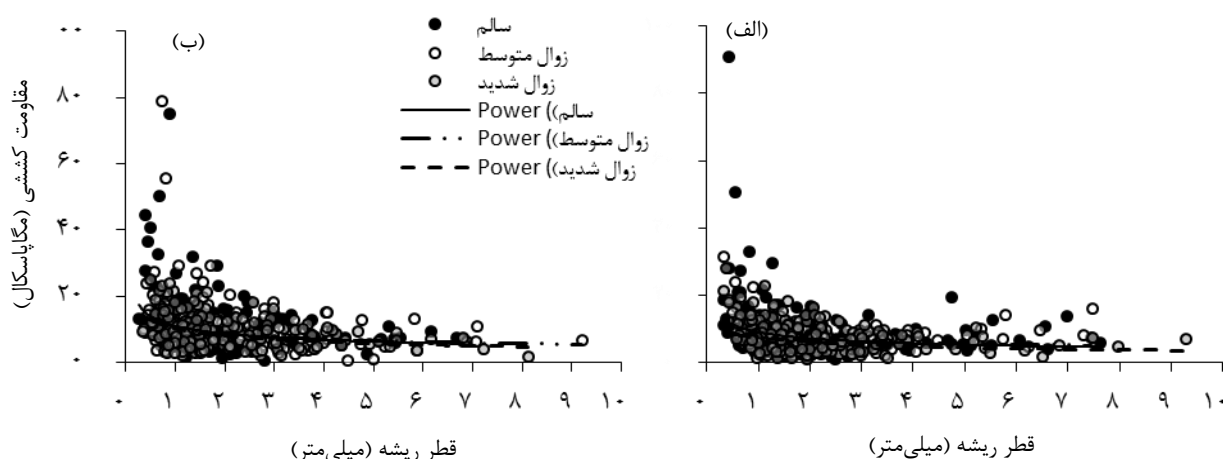 (الف)
(ب)
سالم
زوال متوسط
زوال شدید
Power ((سالم
Power ((زوال متوسط
Power ((زوال شدید
مقاومت کششی (مگاپاسکال)
۰۰
۸۰
۶۰
۴۰
۲۰
۰
۰ ۱ ۲ ۳ ۴ ۵ ۶ ۷ ۸ ۹ ۱۰
قطر ریشه (میلی‌متر)
۰ ۱ ۲ ۳ ۴ ۵ ۶ ۷ ۸ ۹ ۱۰
قطر ریشه (میلی‌متر)